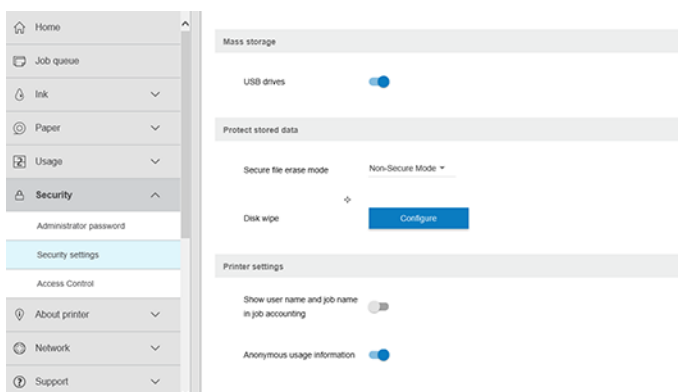 Home
Job queue
Ink
Paper
Usage
Security
Administrator password
Security settings
Access Control
About printer
Network
Support
Mass storage
USB drives
Protect stored data
Secure file erase mode
Non-Secure Mode
Disk wipe
Configure
Printer settings
Show user name and job name
in job accounting
Anonymous usage information